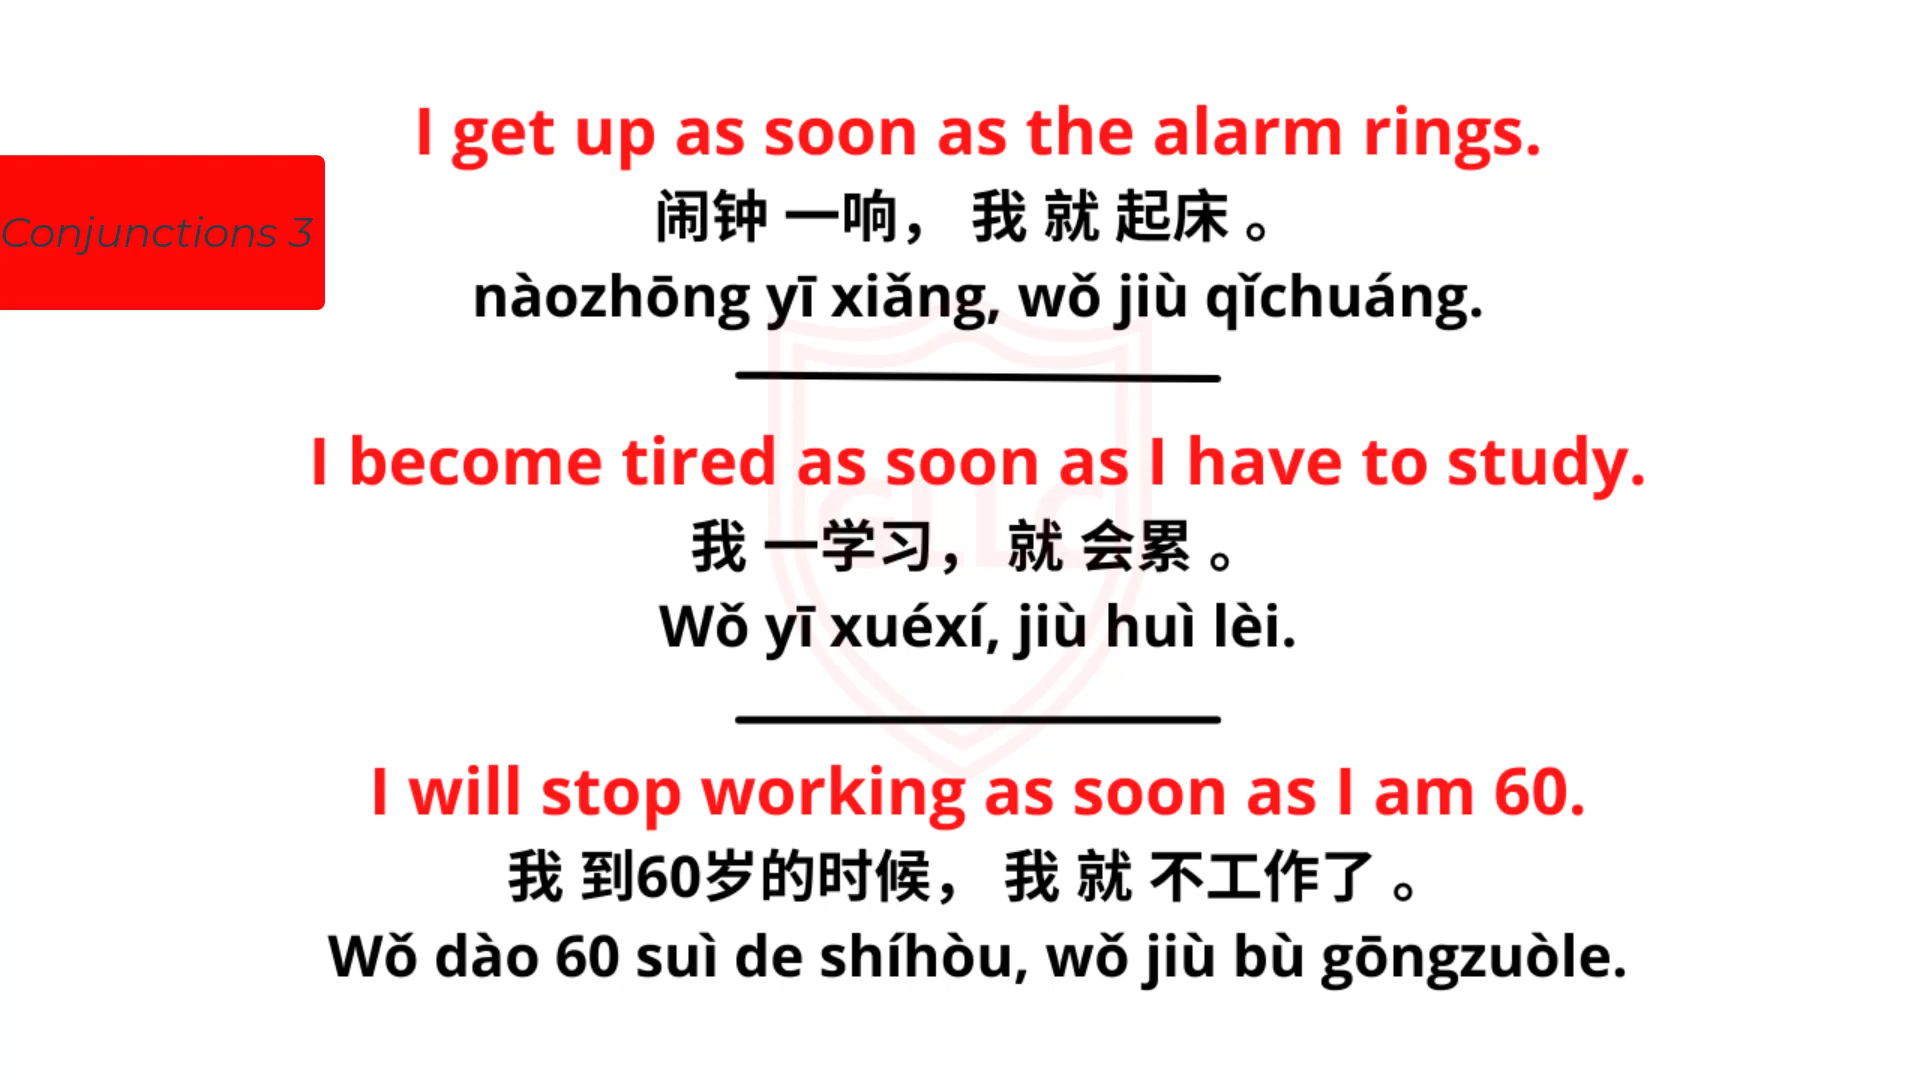 I get up as soon as the alarm rings.
闹钟 一响， 我 就 起床 。
Conjunctions 3
nàozhōng yī xiǎng, wǒ jiù qǐchuáng.
I become tired as soon as I have to study.
我 一学习， 就 会累 。
GLLC
Wǒ yī xuéxí, jiù huì lèi.
I will stop working as soon as I am 60.
我 到60岁的时候， 我 就 不工作了 。
Wǒ dào 60 suì de shíhòu, wǒ jiù bù gōngzuòle.